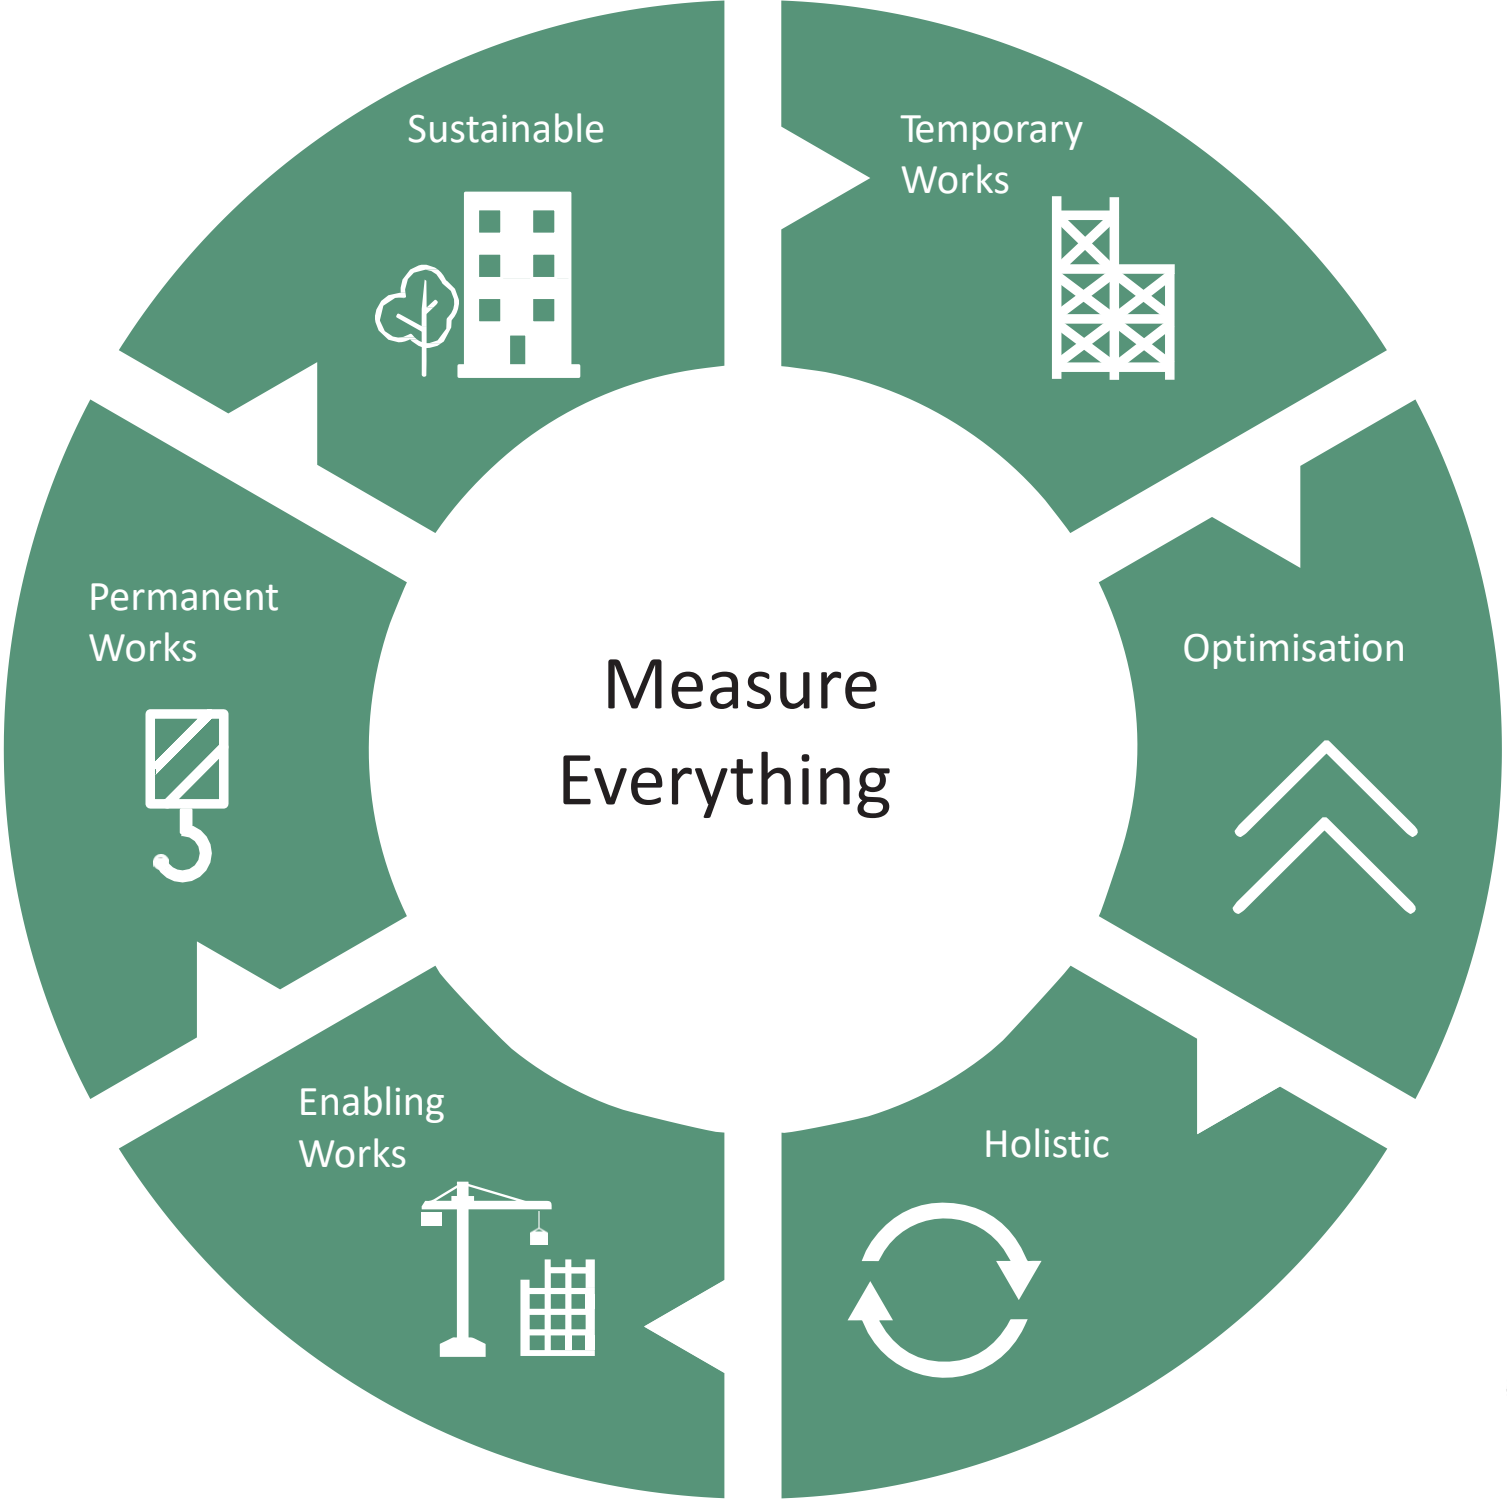 Sustainable
Temporary
Works
Permanent
Works
Optimisation
Measure
Everything
Enabling
Works
Holistic